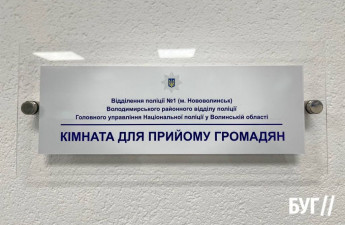 Відділення поліції №1 (м. Нововолинськ)
Володимирського районного відділу поліції
Головного управління Національної поліції у Волинській області
КІМНАТА ДЛЯ ПРИЙОМУ ГРОМАДЯН
БУГ//